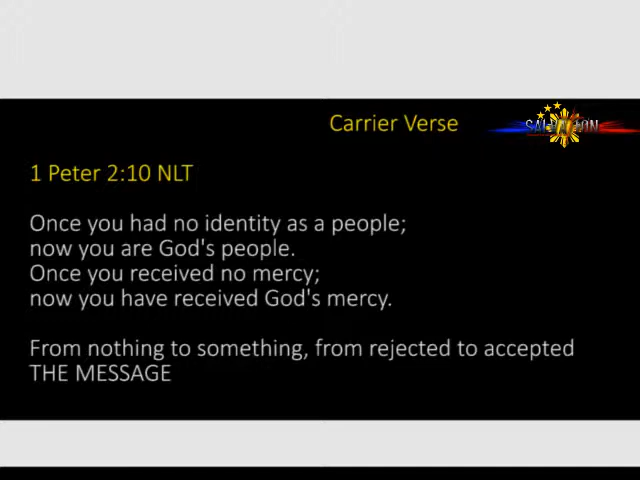 Carrier Verse
SALVATION
1 Peter 2:10 NLT
Once you had no identity as a people;
now you are God's people.
Once you received no mercy;
now you have received God's mercy.
From nothing to something, from rejected to accepted
THE MESSAGE